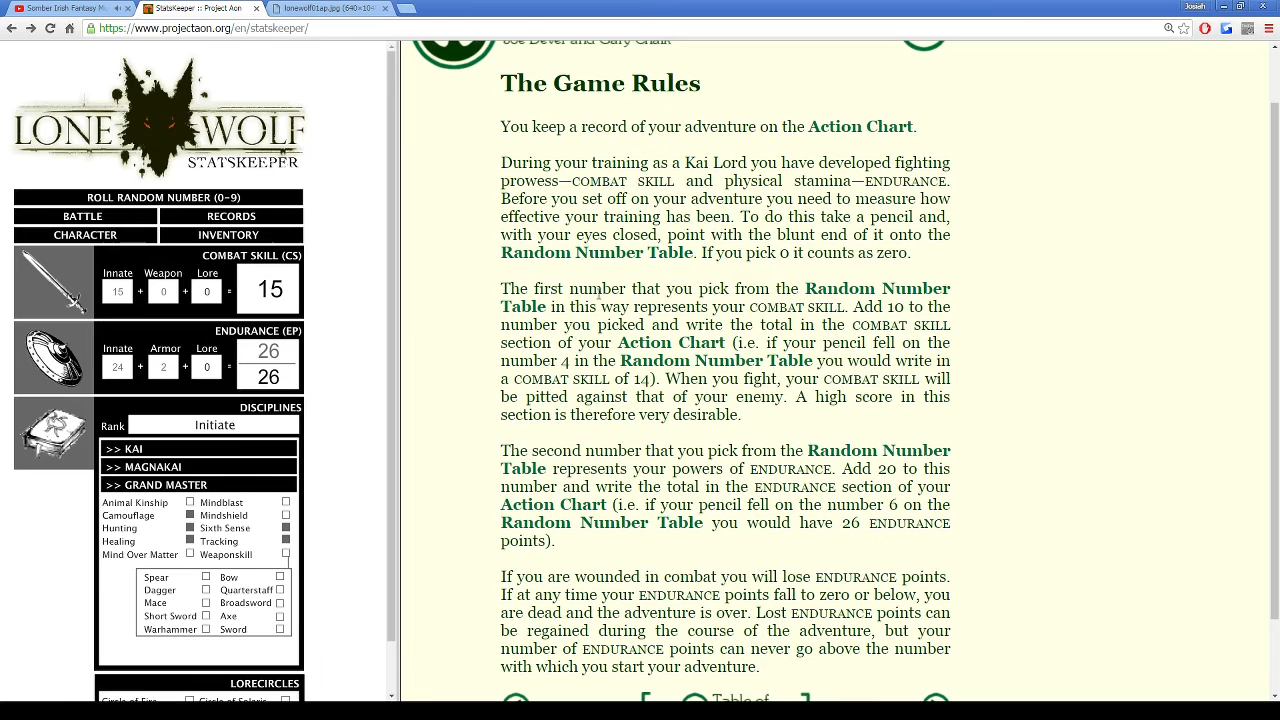 Somber Irish Fantasy M
StatsKeeper :: Project Aon
lonewolf01ap.jpg (640×104
Josiah
https://www.projectaon.org/en/statskeeper/
LONE WOLF
STATSKEEPER
ROLL RANDOM NUMBER (0-9)
BATTLE RECORDS
CHARACTER INVENTORY
COMBAT SKILL (CS)
Innate Weapon Lore
15 + 0 + 0 = 15
ENDURANCE (EP)
Innate Armor Lore
24 + 2 + 0 = 26
26
DISCIPLINES
Rank Initiate
>> KAI
>> MAGNAKAI
>> GRAND MASTER
Animal Kinship Mindblast
Camouflage Mindshield
Hunting Sixth Sense
Healing Tracking
Mind Over Matter Weaponskill
Spear Bow
Dagger Quarterstaff
Mace Broadsword
Short Sword Axe
Warhammer Sword
LORECIRCLES
Circle of Fire Circle of Solaris
Joe Dever and Gary Chalk
The Game Rules
You keep a record of your adventure on the Action Chart.
During your training as a Kai Lord you have developed fighting
prowess—COMBAT SKILL and physical stamina—ENDURANCE.
Before you set off on your adventure you need to measure how
effective your training has been. To do this take a pencil and,
with your eyes closed, point with the blunt end of it onto the
Random Number Table. If you pick 0 it counts as zero.
The first number that you pick from the Random Number
Table in this way represents your COMBAT SKILL. Add 10 to the
number you picked and write the total in the COMBAT SKILL
section of your Action Chart (i.e. if your pencil fell on the
number 4 in the Random Number Table you would write in
a COMBAT SKILL of 14). When you fight, your COMBAT SKILL will
be pitted against that of your enemy. A high score in this
section is therefore very desirable.
The second number that you pick from the Random Number
Table represents your powers of ENDURANCE. Add 20 to this
number and write the total in the ENDURANCE section of your
Action Chart (i.e. if your pencil fell on the number 6 on the
Random Number Table you would have 26 ENDURANCE
points).
If you are wounded in combat you will lose ENDURANCE points.
If at any time your ENDURANCE points fall to zero or below, you
are dead and the adventure is over. Lost ENDURANCE points can
be regained during the course of the adventure, but your
number of ENDURANCE points can never go above the number
with which you start your adventure.
Table of